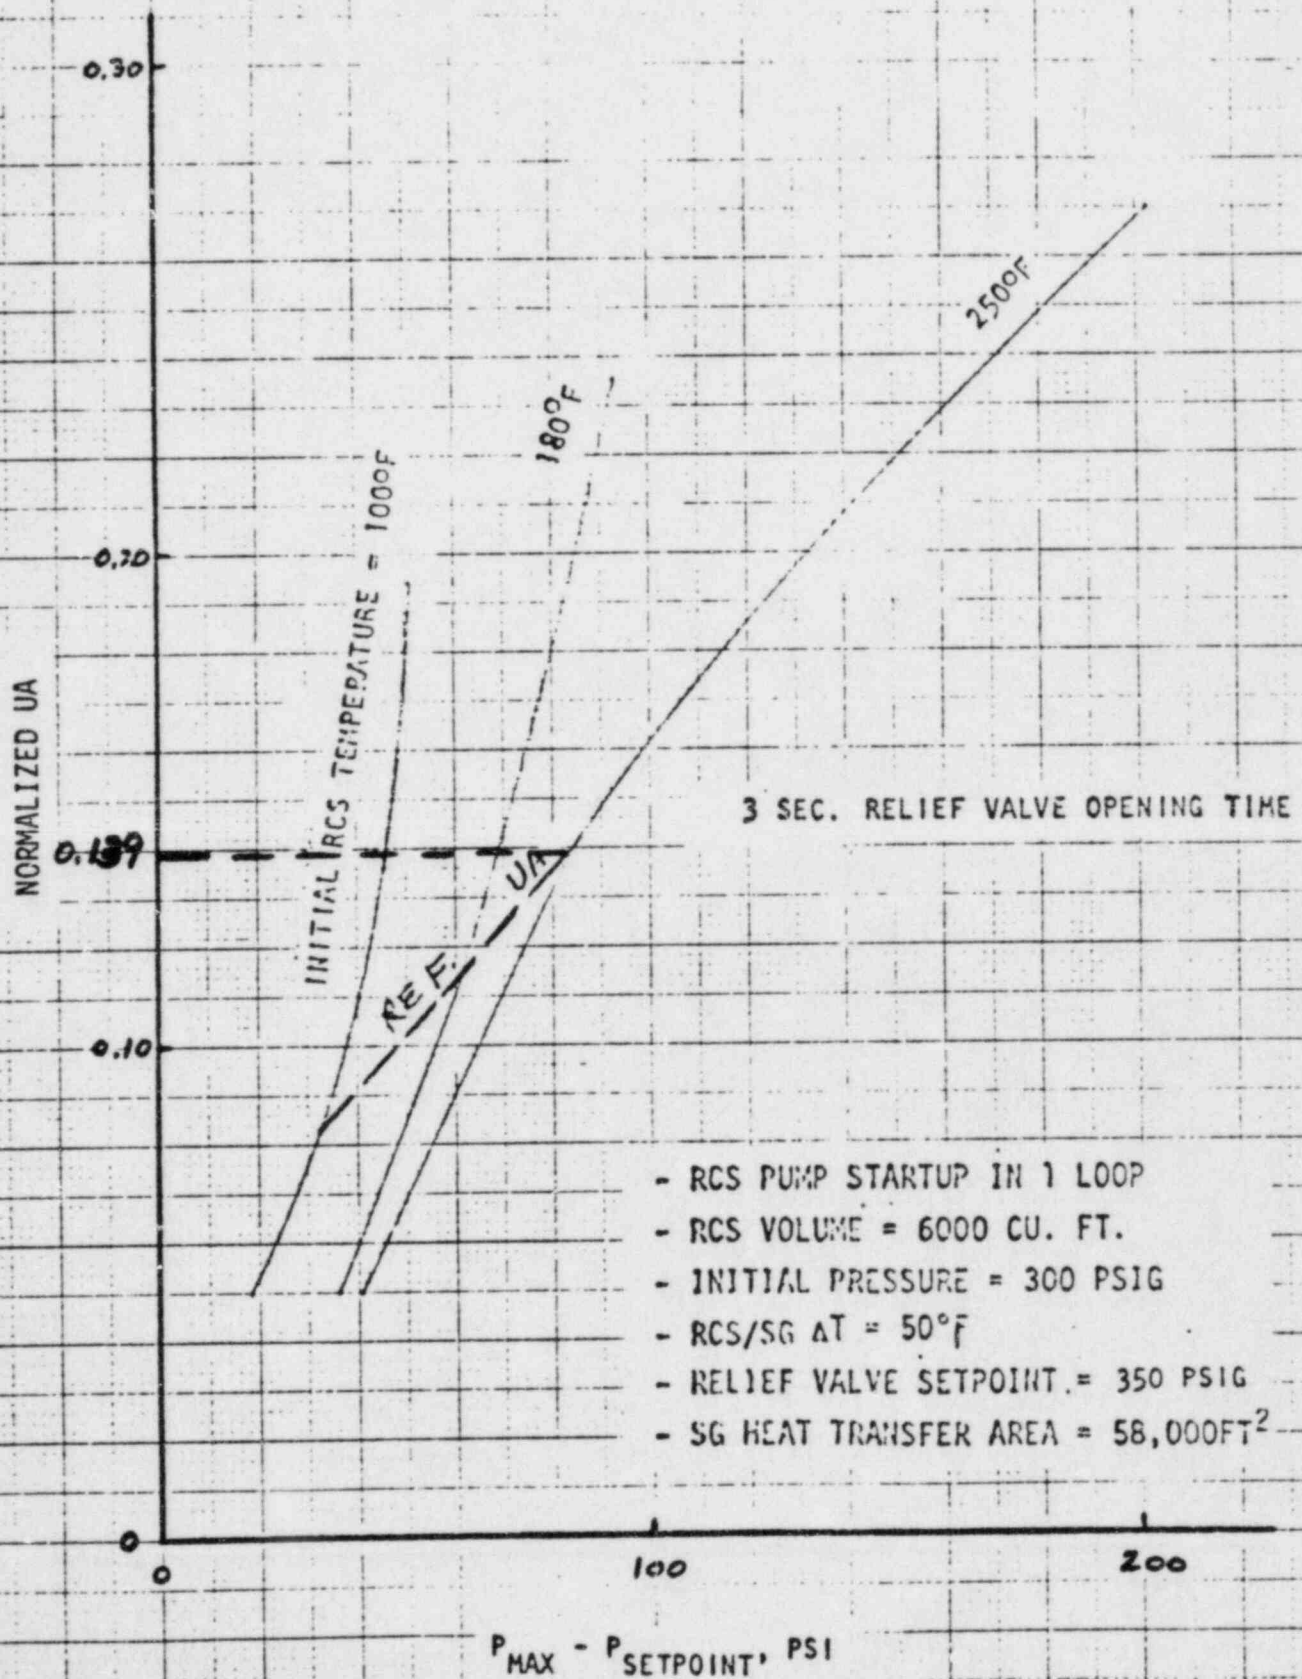 0.30
250°F
180°F
INITIAL RCS TEMPERATURE = 100°F
0.20
NORMALIZED UA
3 SEC. RELIEF VALVE OPENING TIME
0.139
REF. UA
0.10
- RCS PUMP STARTUP IN 1 LOOP
- RCS VOLUME = 6000 CU. FT.
- INITIAL PRESSURE = 300 PSIG
- RCS/SG ΔT = 50°F
- RELIEF VALVE SETPOINT = 350 PSIG
- SG HEAT TRANSFER AREA = 58,000FT²
0
0 100 200
P_MAX - P_SETPOINT, PSI